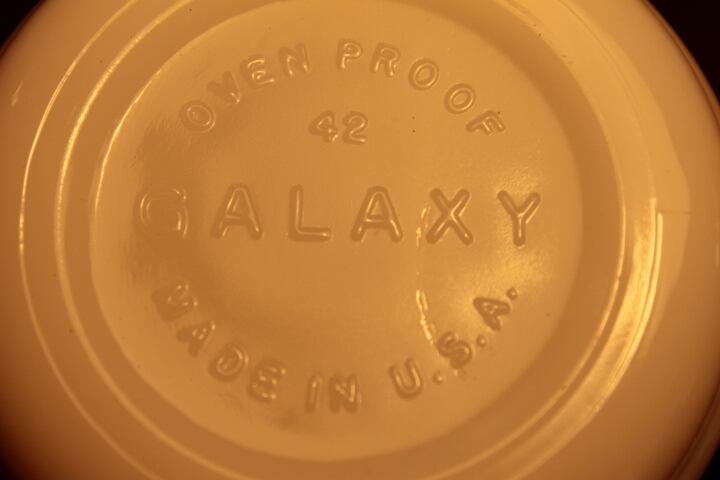 OVEN PROOF
42
GALAXY
MADE IN U.S.A.